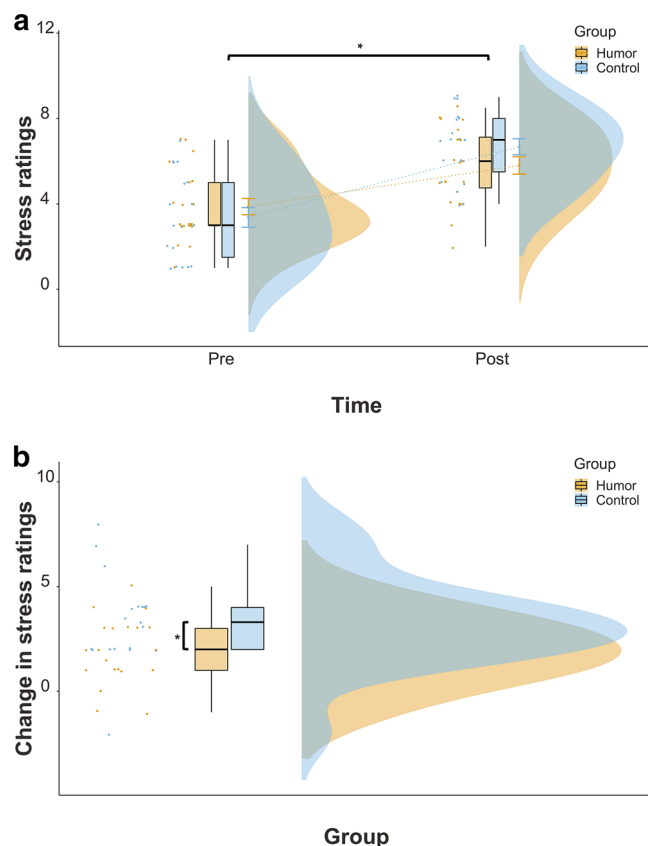 a
12
8
4
0
Stress ratings
*
Group
Humor
Control
Pre
Post
Time
b
10
5
0
Change in stress ratings
*
Group
Humor
Control
Group